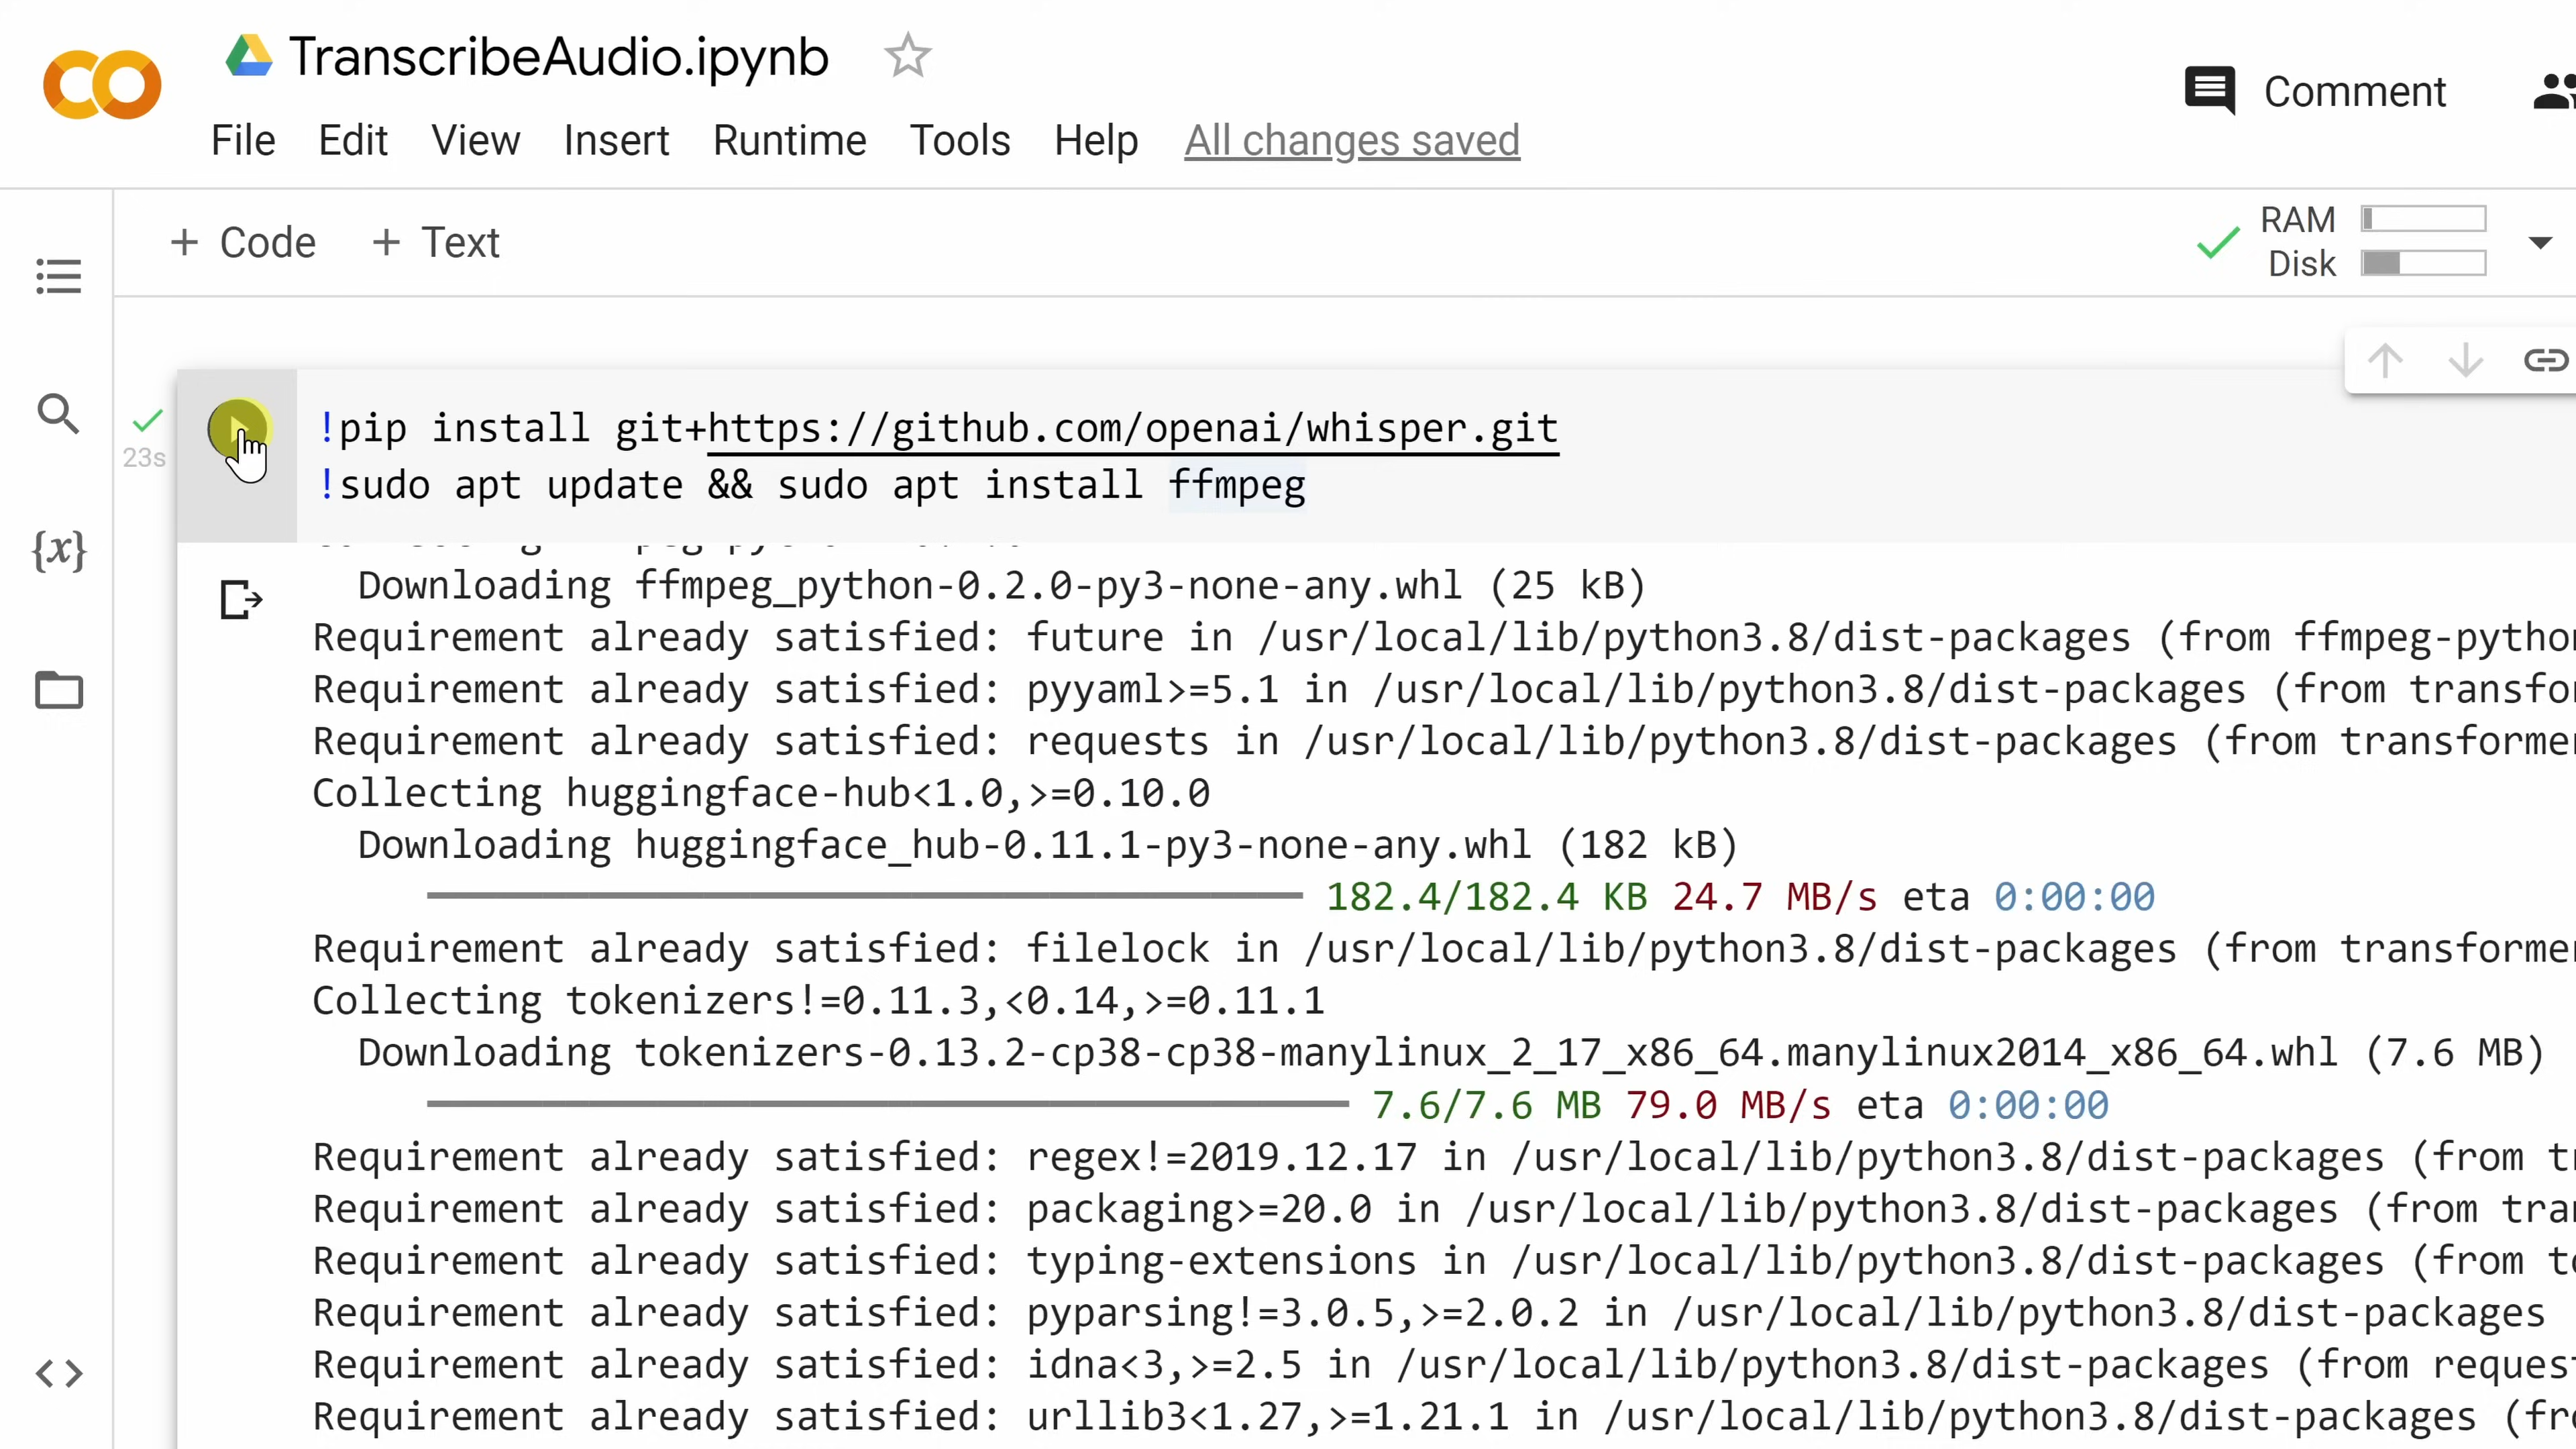 TranscribeAudio.ipynb
Comment
File Edit View Insert Runtime Tools Help All changes saved
+ Code + Text
RAM
Disk
!pip install git+https://github.com/openai/whisper.git
23s
!sudo apt update && sudo apt install ffmpeg
{x}
Downloading ffmpeg_python-0.2.0-py3-none-any.whl (25 kB)
Requirement already satisfied: future in /usr/local/lib/python3.8/dist-packages (from ffmpeg-python
Requirement already satisfied: pyyaml>=5.1 in /usr/local/lib/python3.8/dist-packages (from transfor
Requirement already satisfied: requests in /usr/local/lib/python3.8/dist-packages (from transformer
Collecting huggingface-hub<1.0,>=0.10.0
Downloading huggingface_hub-0.11.1-py3-none-any.whl (182 kB)
182.4/182.4 KB 24.7 MB/s eta 0:00:00
Requirement already satisfied: filelock in /usr/local/lib/python3.8/dist-packages (from transformer
Collecting tokenizers!=0.11.3,<0.14,>=0.11.1
Downloading tokenizers-0.13.2-cp38-cp38-manylinux_2_17_x86_64.manylinux2014_x86_64.whl (7.6 MB)
7.6/7.6 MB 79.0 MB/s eta 0:00:00
Requirement already satisfied: regex!=2019.12.17 in /usr/local/lib/python3.8/dist-packages (from tr
Requirement already satisfied: packaging>=20.0 in /usr/local/lib/python3.8/dist-packages (from tran
Requirement already satisfied: typing-extensions in /usr/local/lib/python3.8/dist-packages (from to
Requirement already satisfied: pyparsing!=3.0.5,>=2.0.2 in /usr/local/lib/python3.8/dist-packages
Requirement already satisfied: idna<3,>=2.5 in /usr/local/lib/python3.8/dist-packages (from request
Requirement already satisfied: urllib3<1.27,>=1.21.1 in /usr/local/lib/python3.8/dist-packages (fro